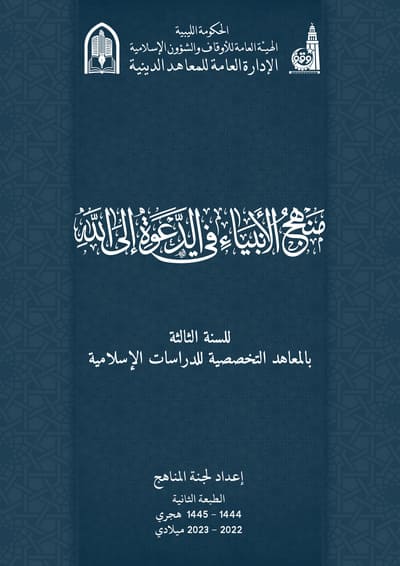 الحكومة الليبية
الهيئة العامة للأوقاف والشؤون الإسلامية
الإدارة العامة للمعاهد الدينية
منهج الأنبياء في الدعوة إلى الله
للسنة الثالثة
بالمعاهد التخصصية للدراسات الإسلامية
إعداد لجنة المناهج
الطبعة الثانية
1444 - 1445 هجري
2022 - 2023 ميلادي